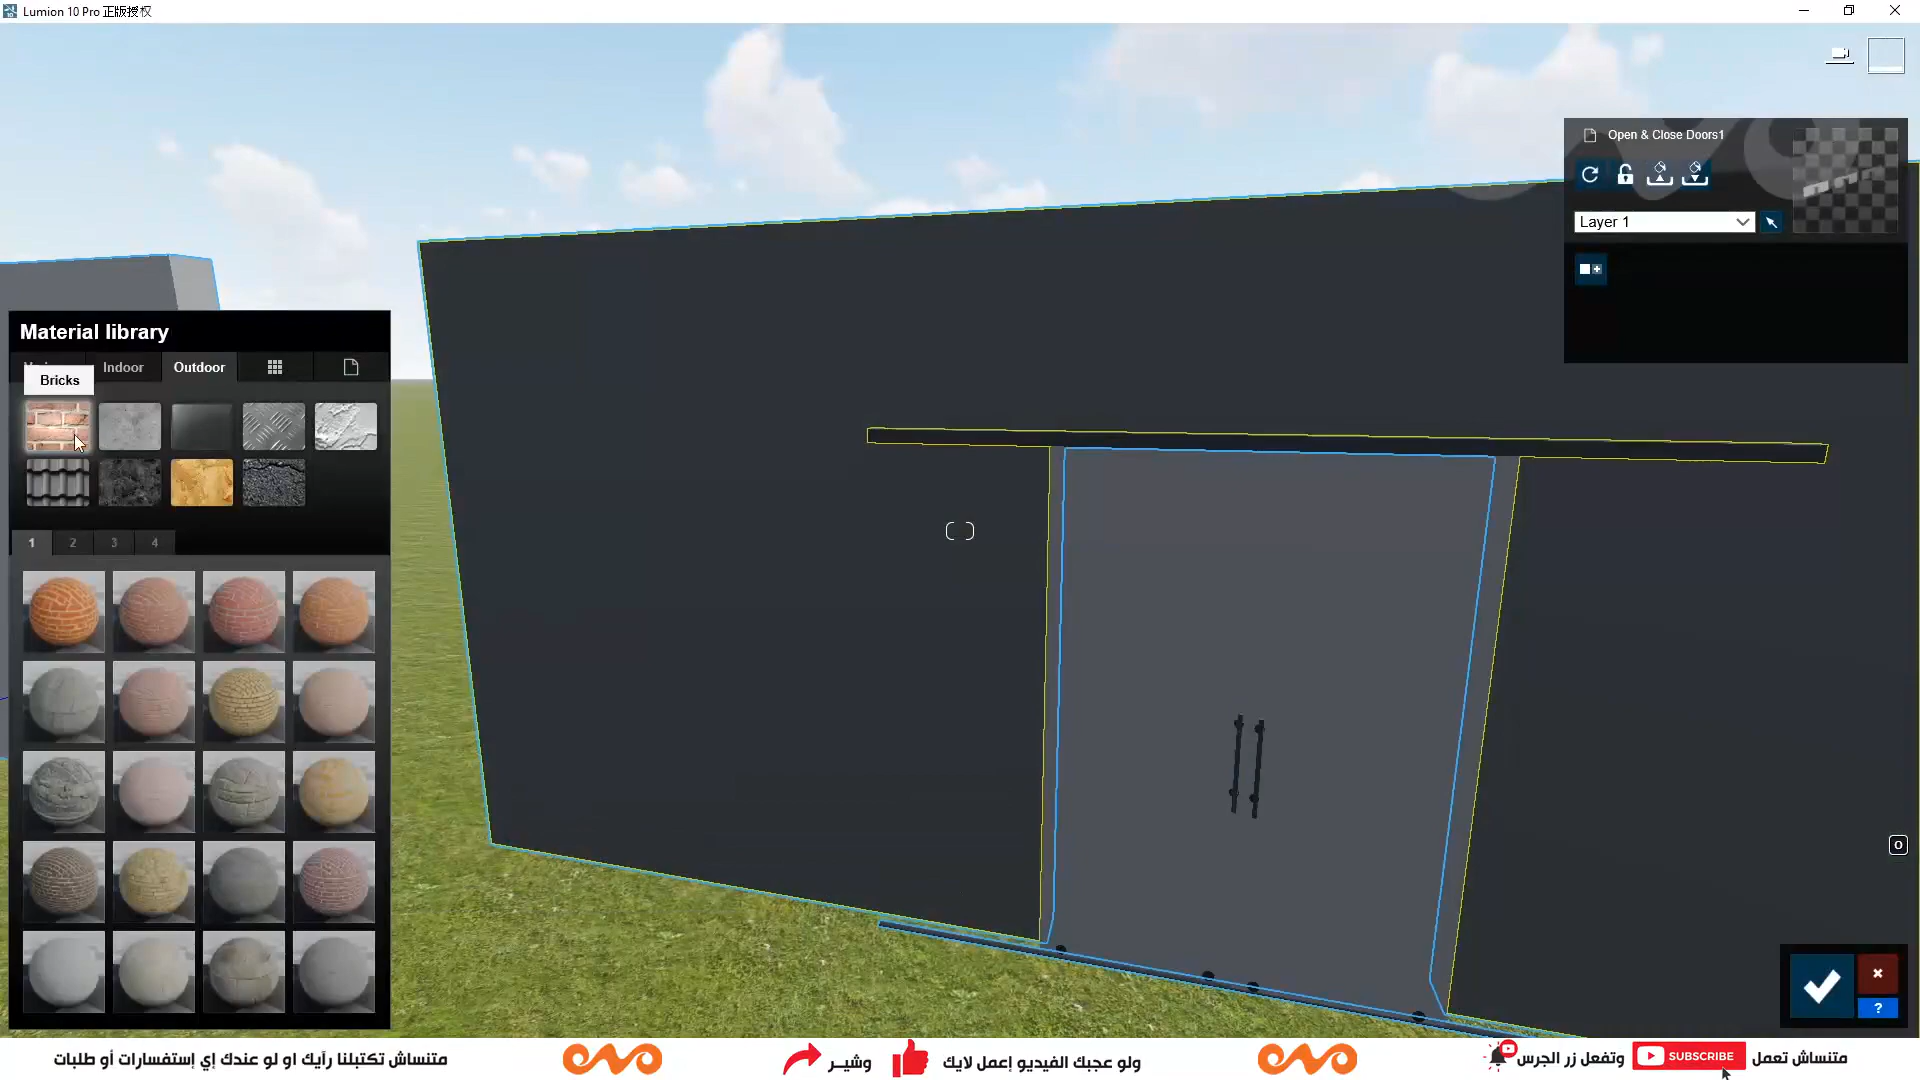 Lumion 10 Pro 正版授权
Open & Close Doors1
Layer 1
Material library
Indoor
Outdoor
Bricks
1
2
3
4
O
?
متنساش تكتبلنا رأيك او لو عندك إي إستفسارات أو طلبات
ولو عجبك الفيديو إعمل لايك
وشير
متنساش تعمل
SUBSCRIBE
وتفعل زر الجرس